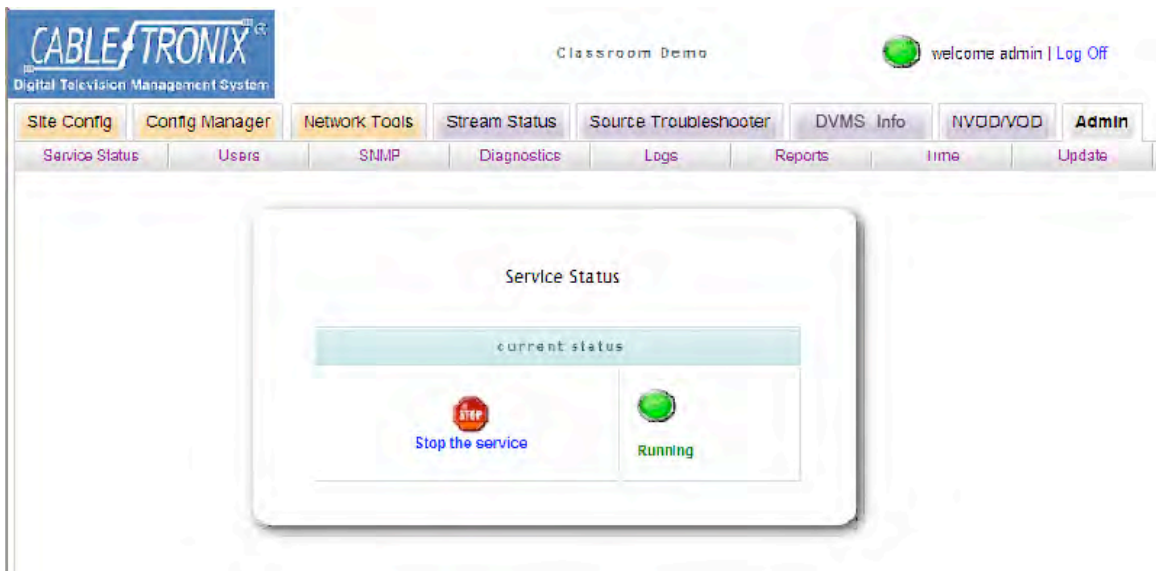 CABLE TRONIX ®
Digital Television Management System
Classroom Demo
welcome admin | Log Off
Site Config
Config Manager
Network Tools
Stream Status
Source Troubleshooter
DVMS Info
NVOD/VOD
Admin
Service Status
Users
SNMP
Diagnostics
Logs
Reports
Time
Update
Service Status
current status
STOP
Stop the service
Running